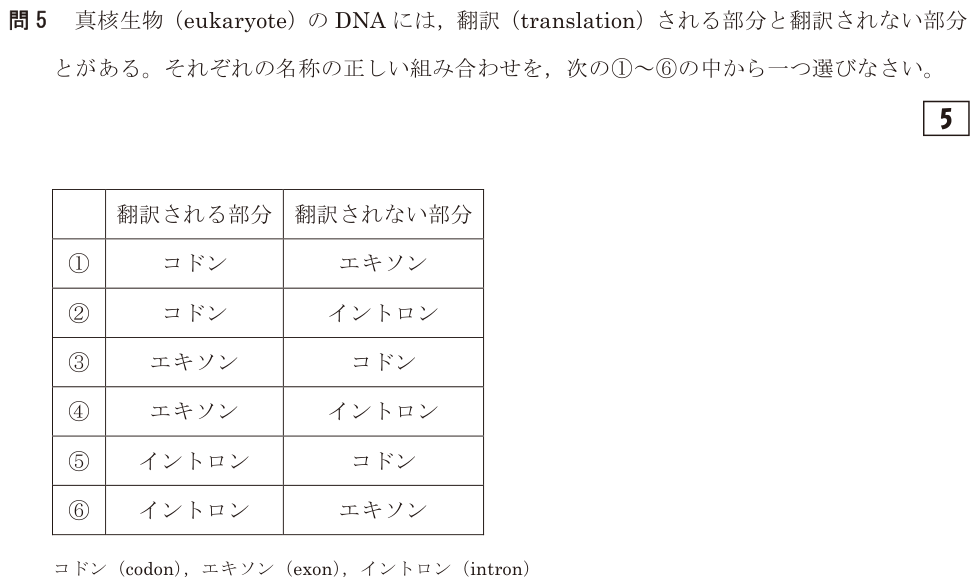 問5 真核生物（eukaryote）の DNA には，翻訳（translation）される部分と翻訳されない部分
とがある。それぞれの名称の正しい組み合わせを，次の①～⑥の中から一つ選びなさい。
5
翻訳される部分 翻訳されない部分
① コドン エキソン
② コドン イントロン
③ エキソン コドン
④ エキソン イントロン
⑤ イントロン コドン
⑥ イントロン エキソン
コドン（codon），エキソン（exon），イントロン（intron）